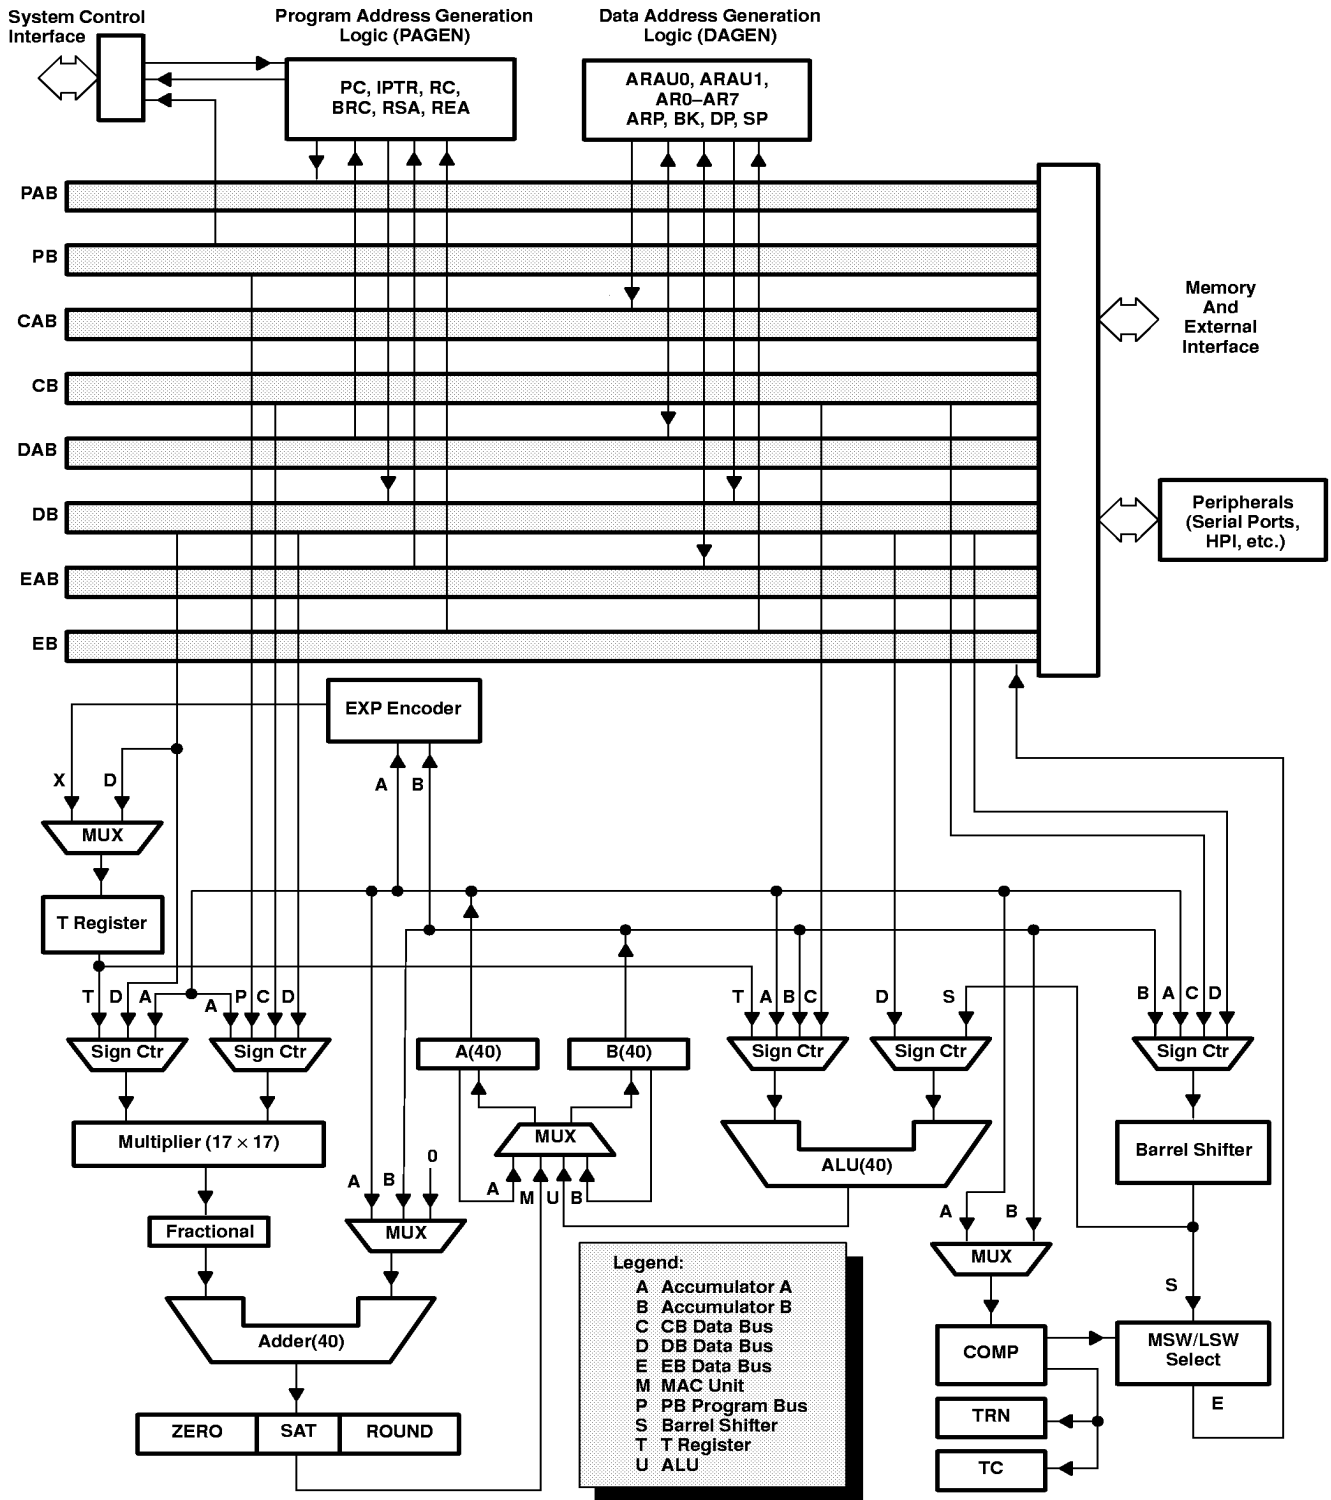 System Control
Interface
Program Address Generation
Logic (PAGEN)
Data Address Generation
Logic (DAGEN)
PC, IPTR, RC,
BRC, RSA, REA
ARAU0, ARAU1,
AR0–AR7
ARP, BK, DP, SP
PAB
PB
CAB
CB
DAB
DB
EAB
EB
Memory
And
External
Interface
Peripherals
(Serial Ports,
HPI, etc.)
EXP Encoder
A B
X D
MUX
T Register
T D A
A P C D
T A B C
D S
B A C D
Sign Ctr
Sign Ctr
A(40)
B(40)
Sign Ctr
Sign Ctr
Sign Ctr
Multiplier (17 × 17)
MUX
A M U B
ALU(40)
Barrel Shifter
Fractional
A B 0
MUX
A B
MUX
S
Adder(40)
COMP
MSW/LSW
Select
E
ZERO SAT ROUND
TRN
TC
Legend:
A Accumulator A
B Accumulator B
C CB Data Bus
D DB Data Bus
E EB Data Bus
M MAC Unit
P PB Program Bus
S Barrel Shifter
T T Register
U ALU